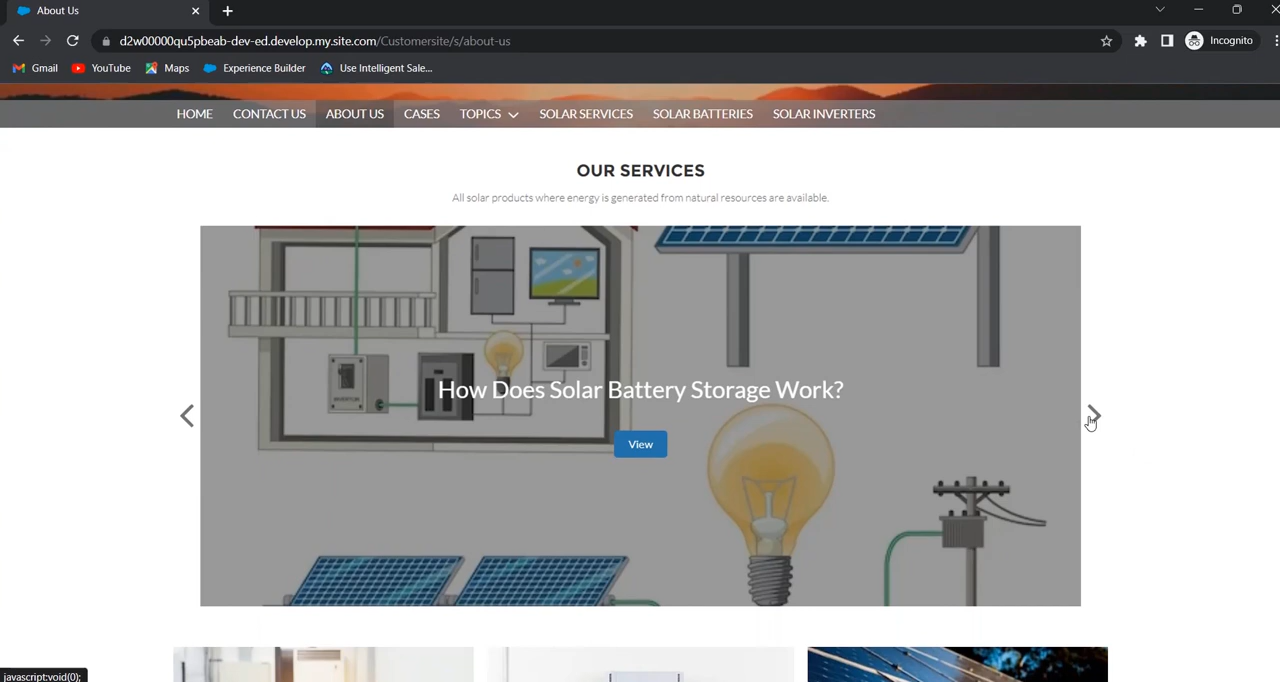 About Us
d2w00000qu5pbeab-dev-ed.develop.my.site.com/Customersite/s/about-us
Incognito
Gmail
YouTube
Maps
Experience Builder
Use Intelligent Sale...
HOME
CONTACT US
ABOUT US
CASES
TOPICS
SOLAR SERVICES
SOLAR BATTERIES
SOLAR INVERTERS
OUR SERVICES
All solar products where energy is generated from natural resources are available.
INVERTER
How Does Solar Battery Storage Work?
View
javascript:void(0);